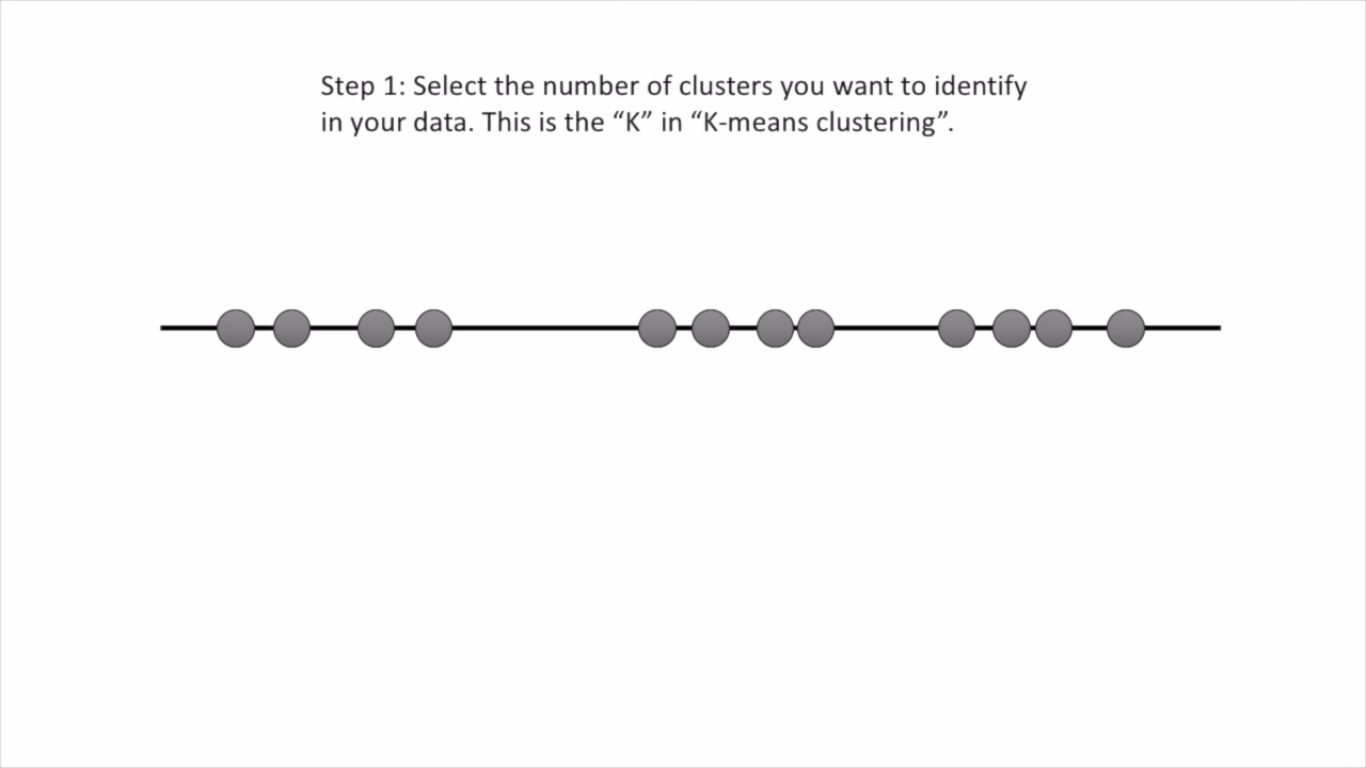 Step 1: Select the number of clusters you want to identify
in your data. This is the “K” in “K-means clustering”.